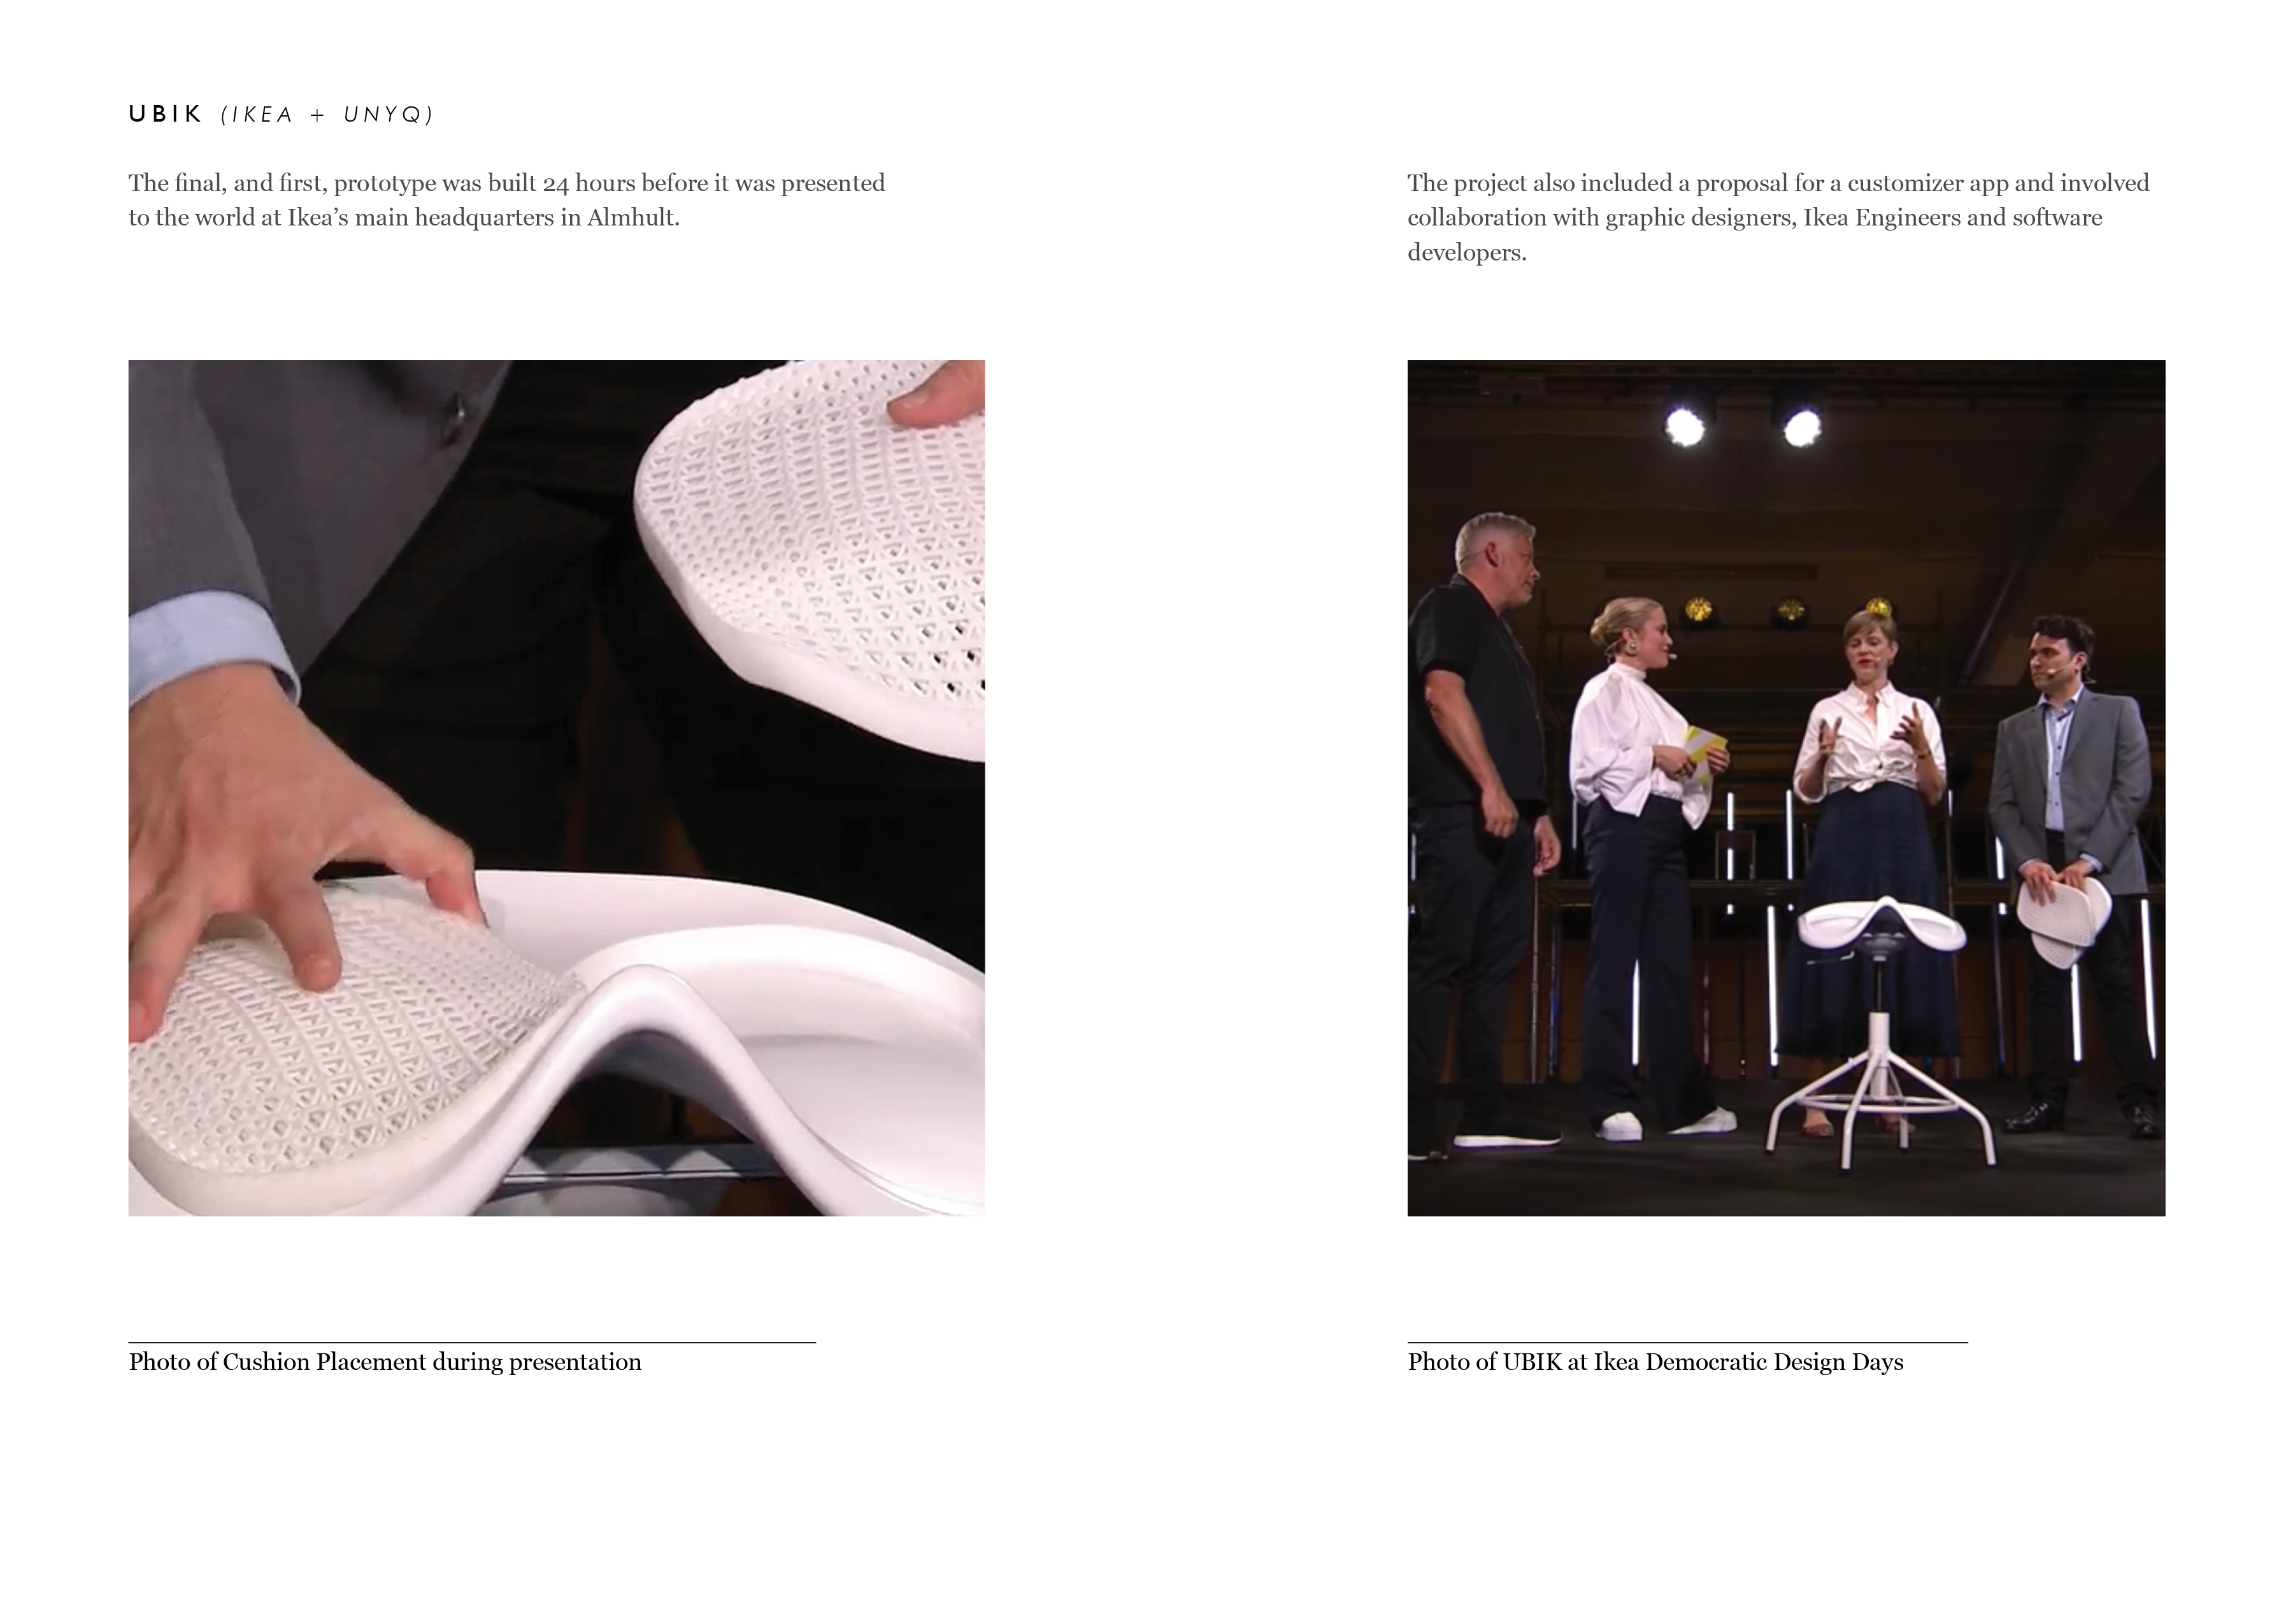 UBIK (IKEA + UNYQ)
The final, and first, prototype was built 24 hours before it was presented
to the world at Ikea’s main headquarters in Almhult.
The project also included a proposal for a customizer app and involved
collaboration with graphic designers, Ikea Engineers and software
developers.
Photo of Cushion Placement during presentation
Photo of UBIK at Ikea Democratic Design Days